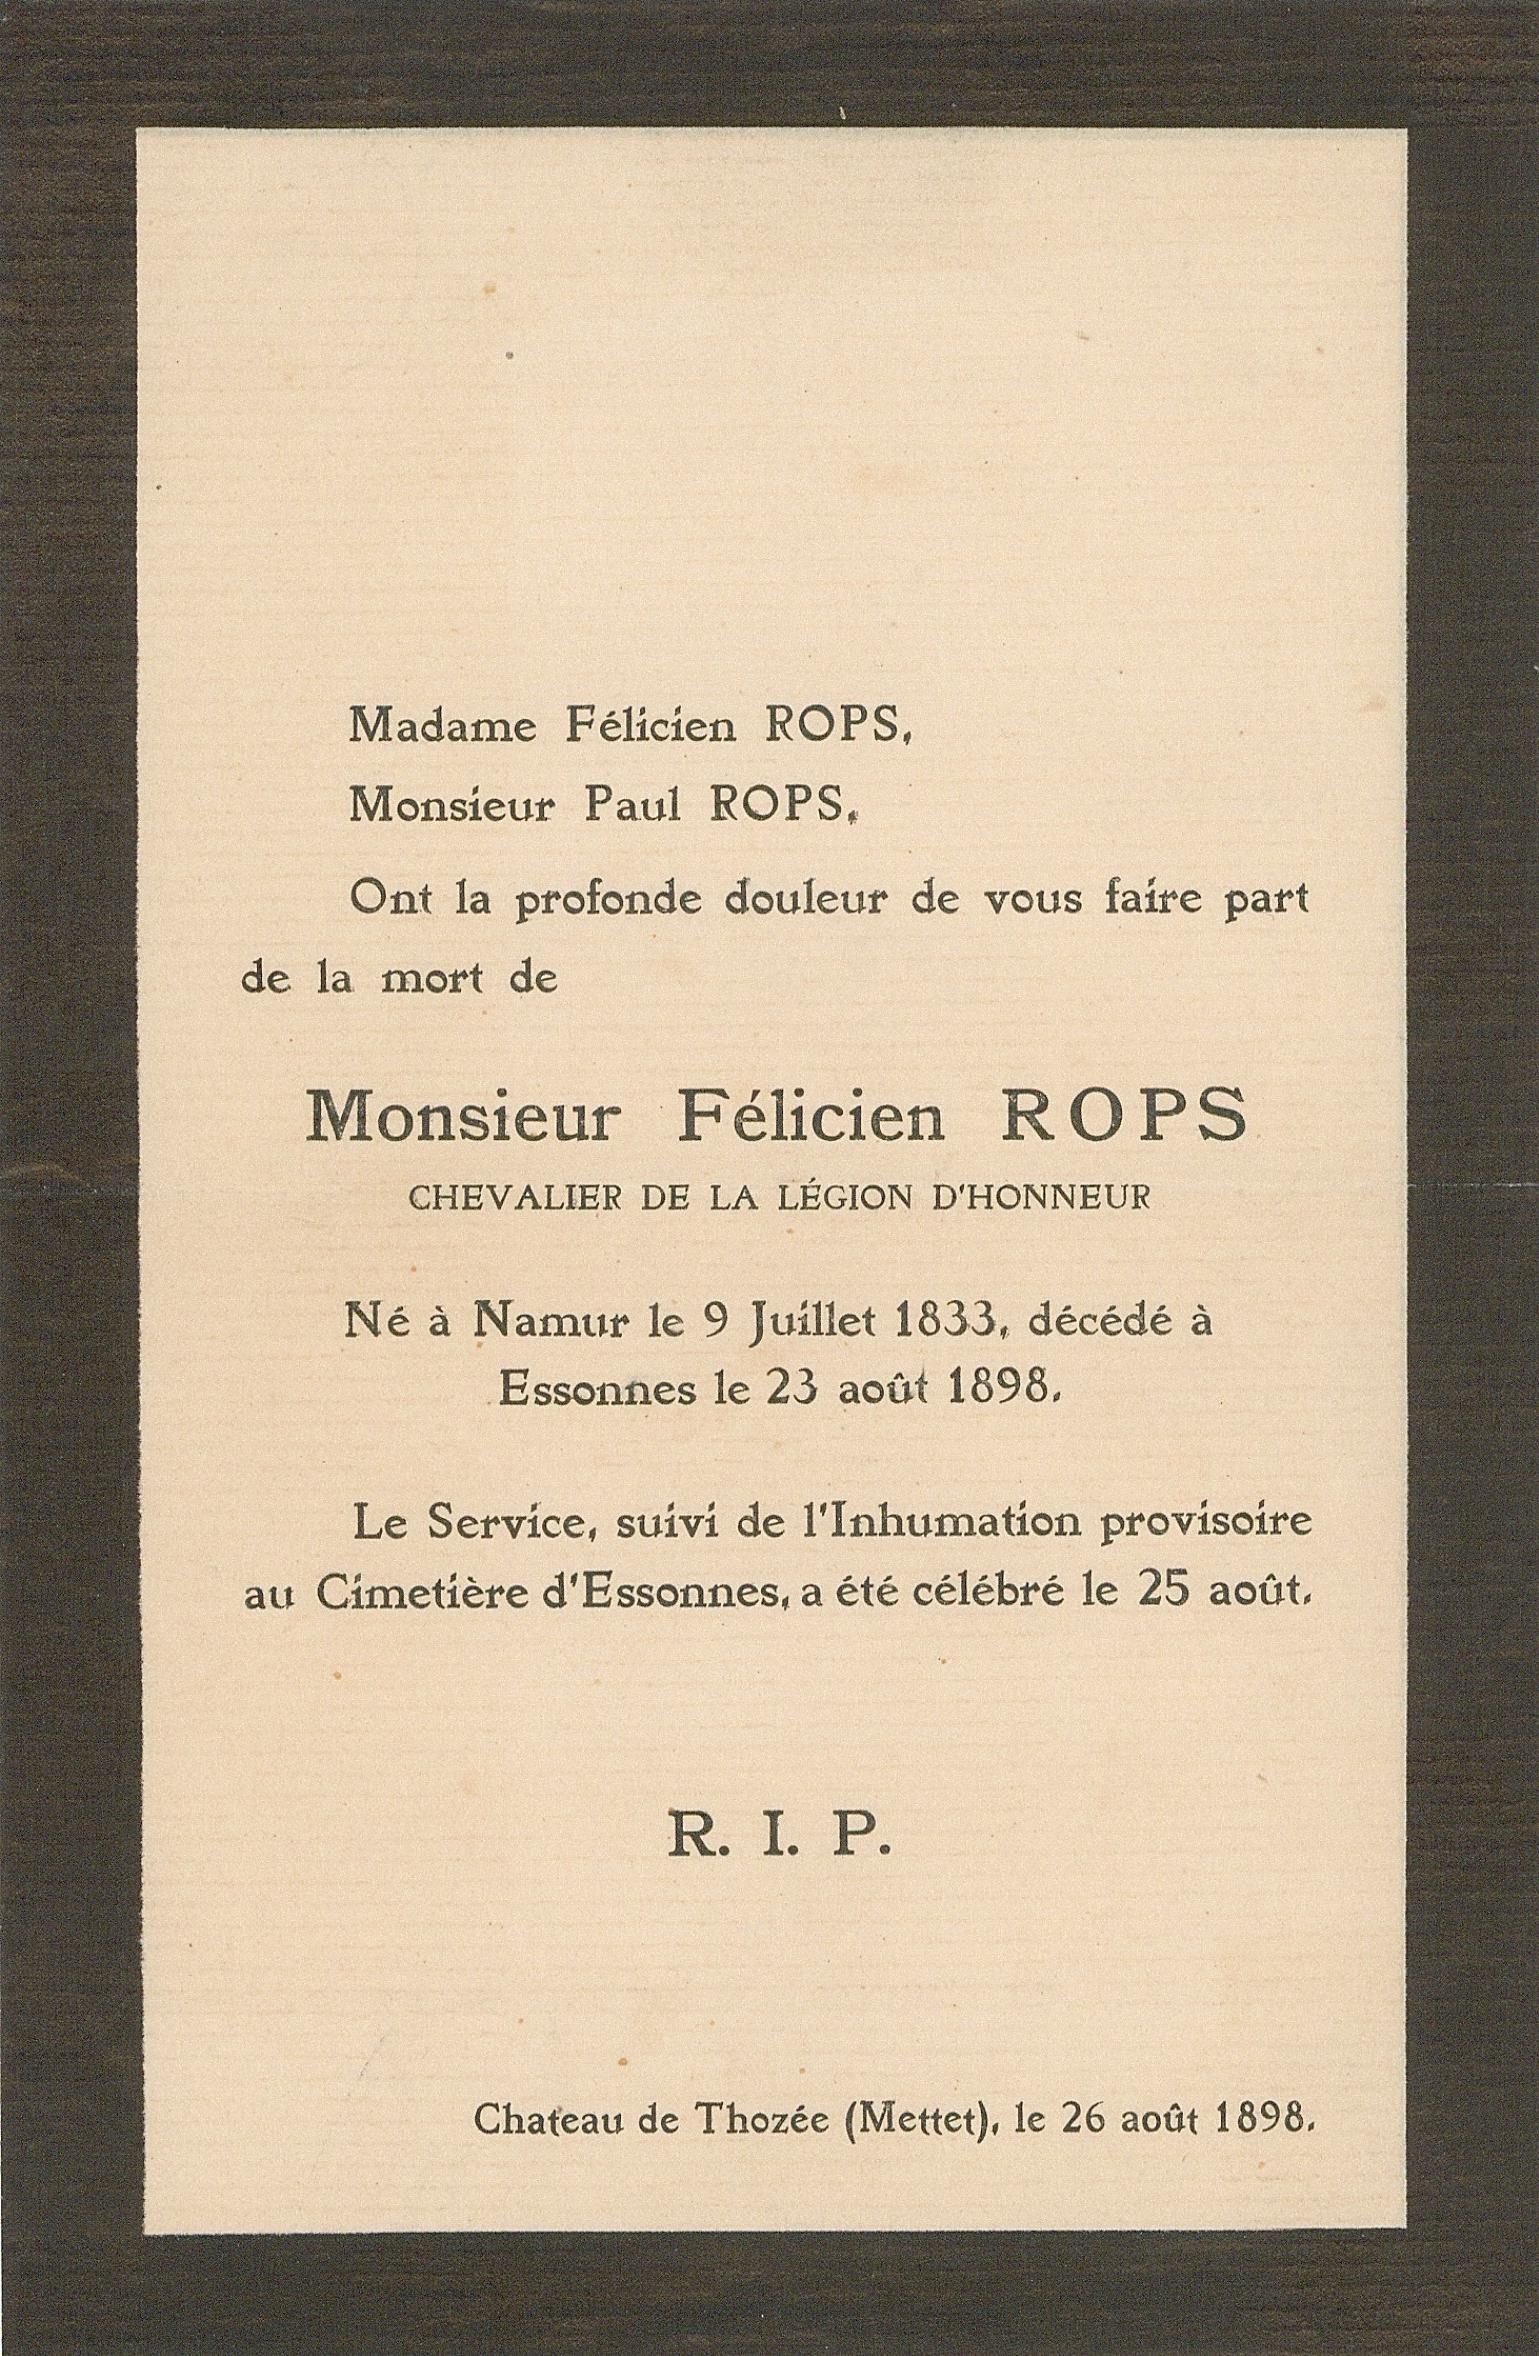 Madame Félicien ROPS,
Monsieur Paul ROPS,
Ont la profonde douleur de vous faire part
de la mort de
Monsieur Félicien ROPS
CHEVALIER DE LA LÉGION D'HONNEUR
Né à Namur le 9 Juillet 1833, décédé à
Essonnes le 23 août 1898.
Le Service, suivi de l'Inhumation provisoire
au Cimetière d'Essonnes, a été célébré le 25 août.
R. I. P.
Chateau de Thozée (Mettet), le 26 août 1898.